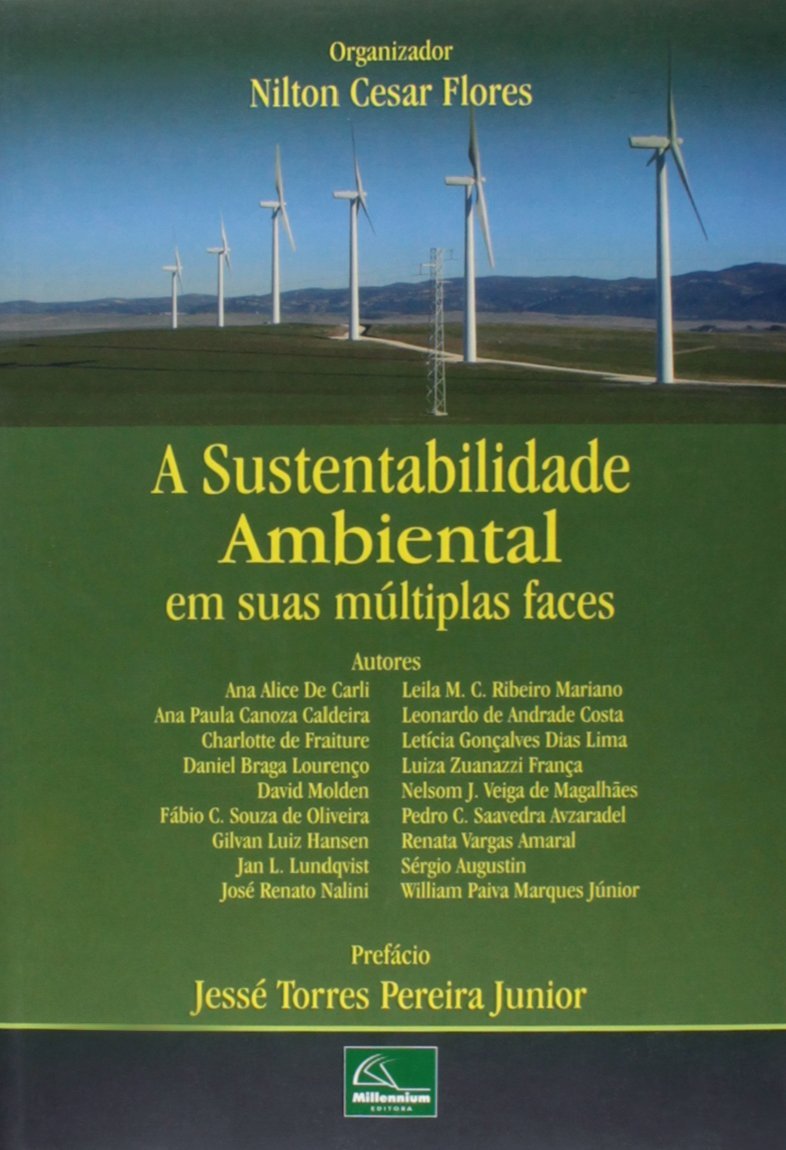 Organizador
Nilton Cesar Flores
A Sustentabilidade
Ambiental
em suas múltiplas faces
Autores
Ana Alice De Carli
Ana Paula Canoza Caldeira
Charlotte de Fraiture
Daniel Braga Lourenço
David Molden
Fábio C. Souza de Oliveira
Gilvan Luiz Hansen
Jan L. Lundqvist
José Renato Nalini
Leila M. C. Ribeiro Mariano
Leonardo de Andrade Costa
Letícia Gonçalves Dias Lima
Luiza Zuanazzi França
Nelsom J. Veiga de Magalhães
Pedro C. Saavedra Avzaradel
Renata Vargas Amaral
Sérgio Augustin
William Paiva Marques Júnior
Prefácio
Jessé Torres Pereira Junior
Millennium
EDITORA